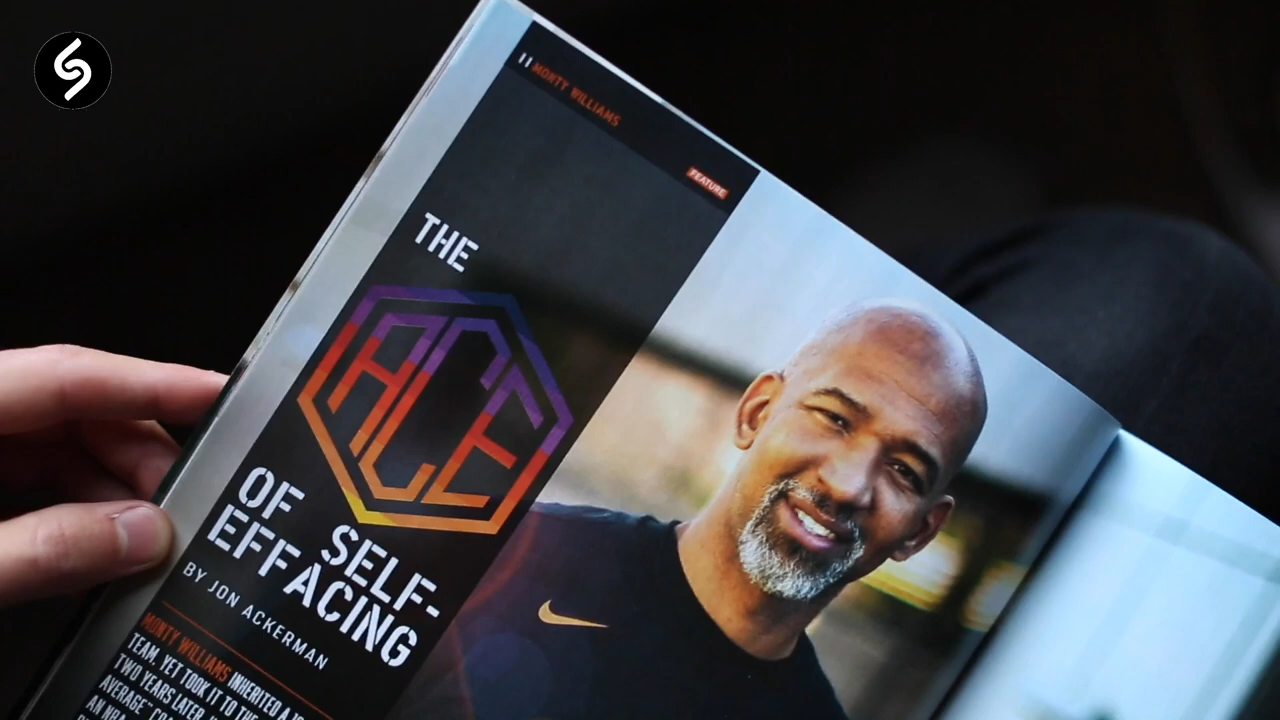 MONTY WILLIAMS
FEATURE
THE
ACE
OF SELF-
EFFACING
BY JON ACKERMAN
MONTY WILLIAMS INHERITED A
TEAM, YET TOOK IT TO THE
TWO YEARS LATER.
AVERAGE"
AN NBA